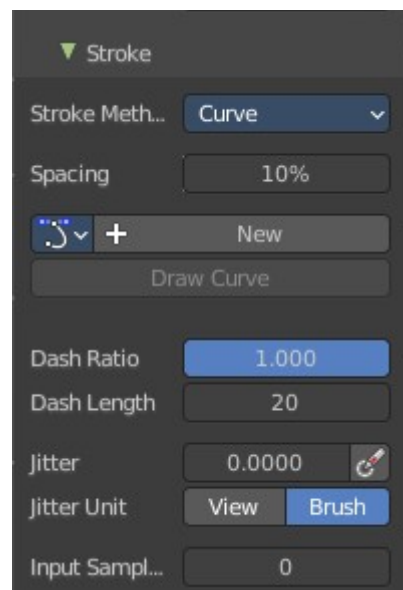 Stroke
Stroke Meth... Curve
Spacing 10%
New
Draw Curve
Dash Ratio 1.000
Dash Length 20
Jitter 0.0000
Jitter Unit View Brush
Input Sampl... 0